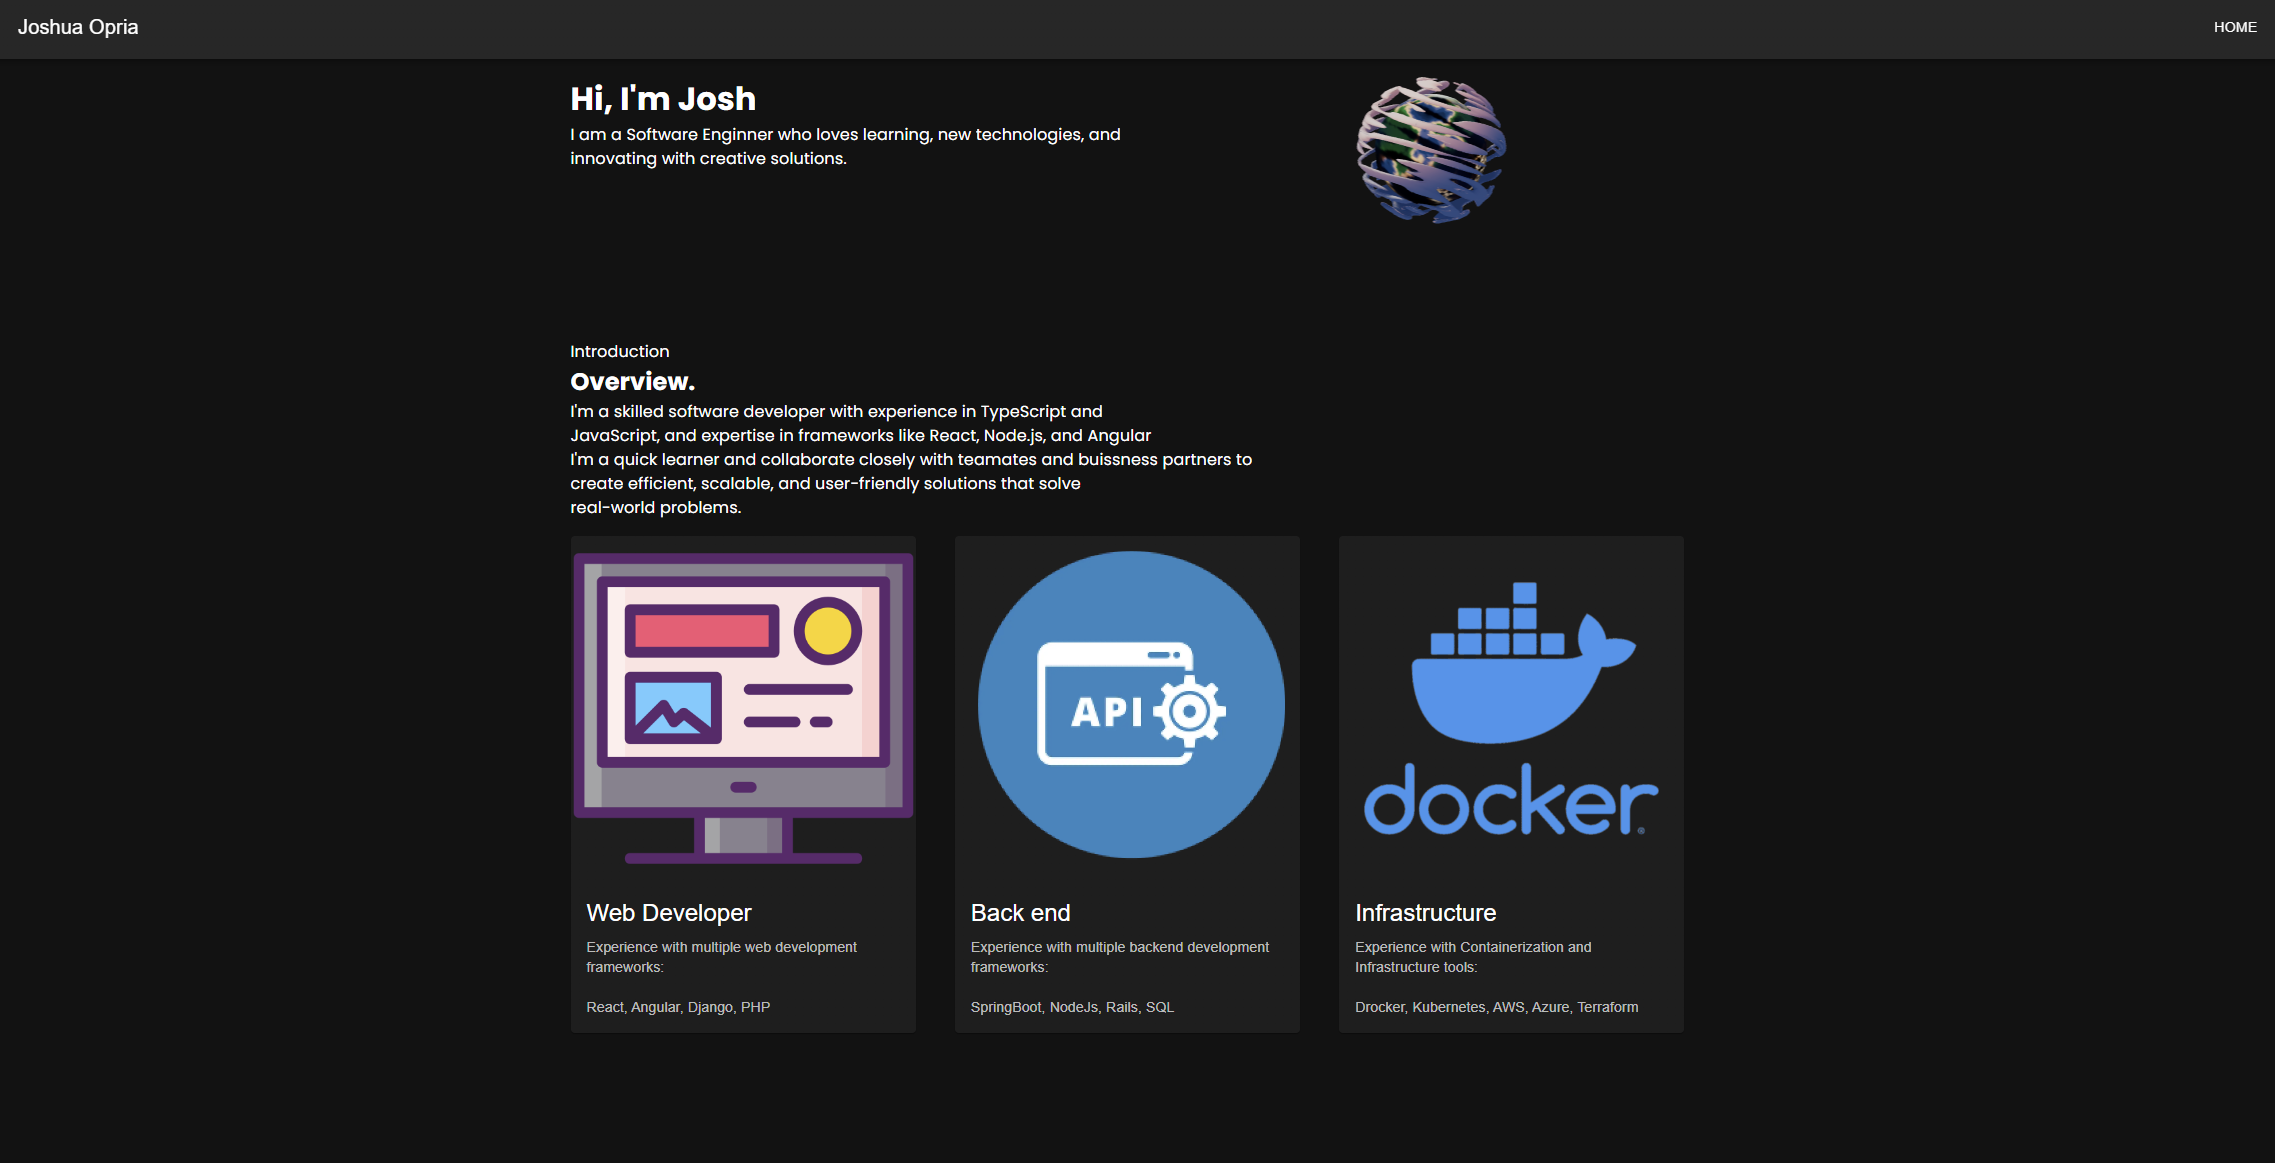 Joshua Opria
HOME
Hi, I'm Josh
I am a Software Enginner who loves learning, new technologies, and
innovating with creative solutions.
Introduction
Overview.
I'm a skilled software developer with experience in TypeScript and
JavaScript, and expertise in frameworks like React, Node.js, and Angular
I'm a quick learner and collaborate closely with teamates and buissness partners to
create efficient, scalable, and user-friendly solutions that solve
real-world problems.
API
docker
Web Developer
Experience with multiple web development
frameworks:
React, Angular, Django, PHP
Back end
Experience with multiple backend development
frameworks:
SpringBoot, NodeJs, Rails, SQL
Infrastructure
Experience with Containerization and
Infrastructure tools:
Drocker, Kubernetes, AWS, Azure, Terraform